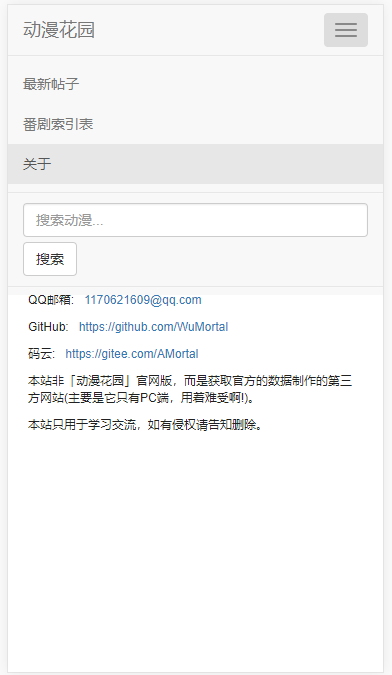 动漫花园
最新帖子
番剧索引表
关于
搜索动漫...
搜索
QQ邮箱: 1170621609@qq.com
GitHub: https://github.com/WuMortal
码云: https://gitee.com/AMortal
本站非「动漫花园」官网版，而是获取官方的数据制作的第三
方网站(主要是它只有PC端，用着难受啊!)。
本站只用于学习交流，如有侵权请告知删除。